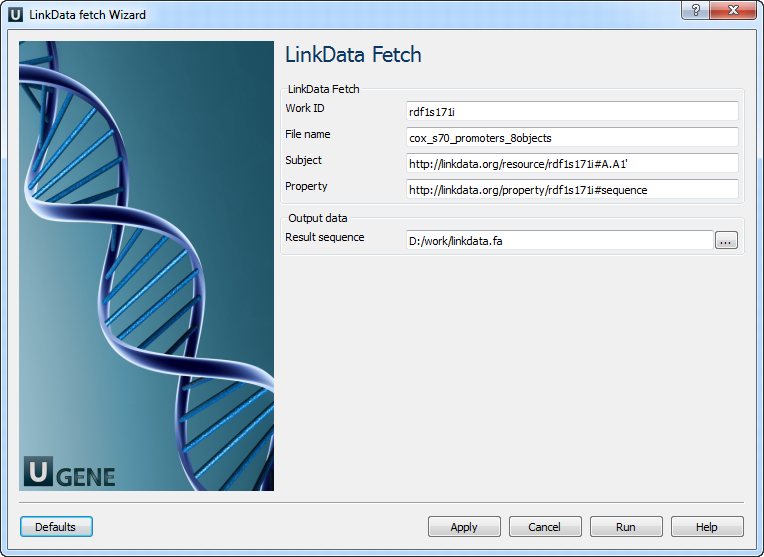 LinkData fetch Wizard
LinkData Fetch
LinkData Fetch
Work ID rdf1s171i
File name cox_s70_promoters_8objects
Subject http://linkdata.org/resource/rdf1s171i#A.A1'
Property http://linkdata.org/property/rdf1s171i#sequence
Output data
Result sequence D:/work/linkdata.fa ...
U GENE
Defaults Apply Cancel Run Help